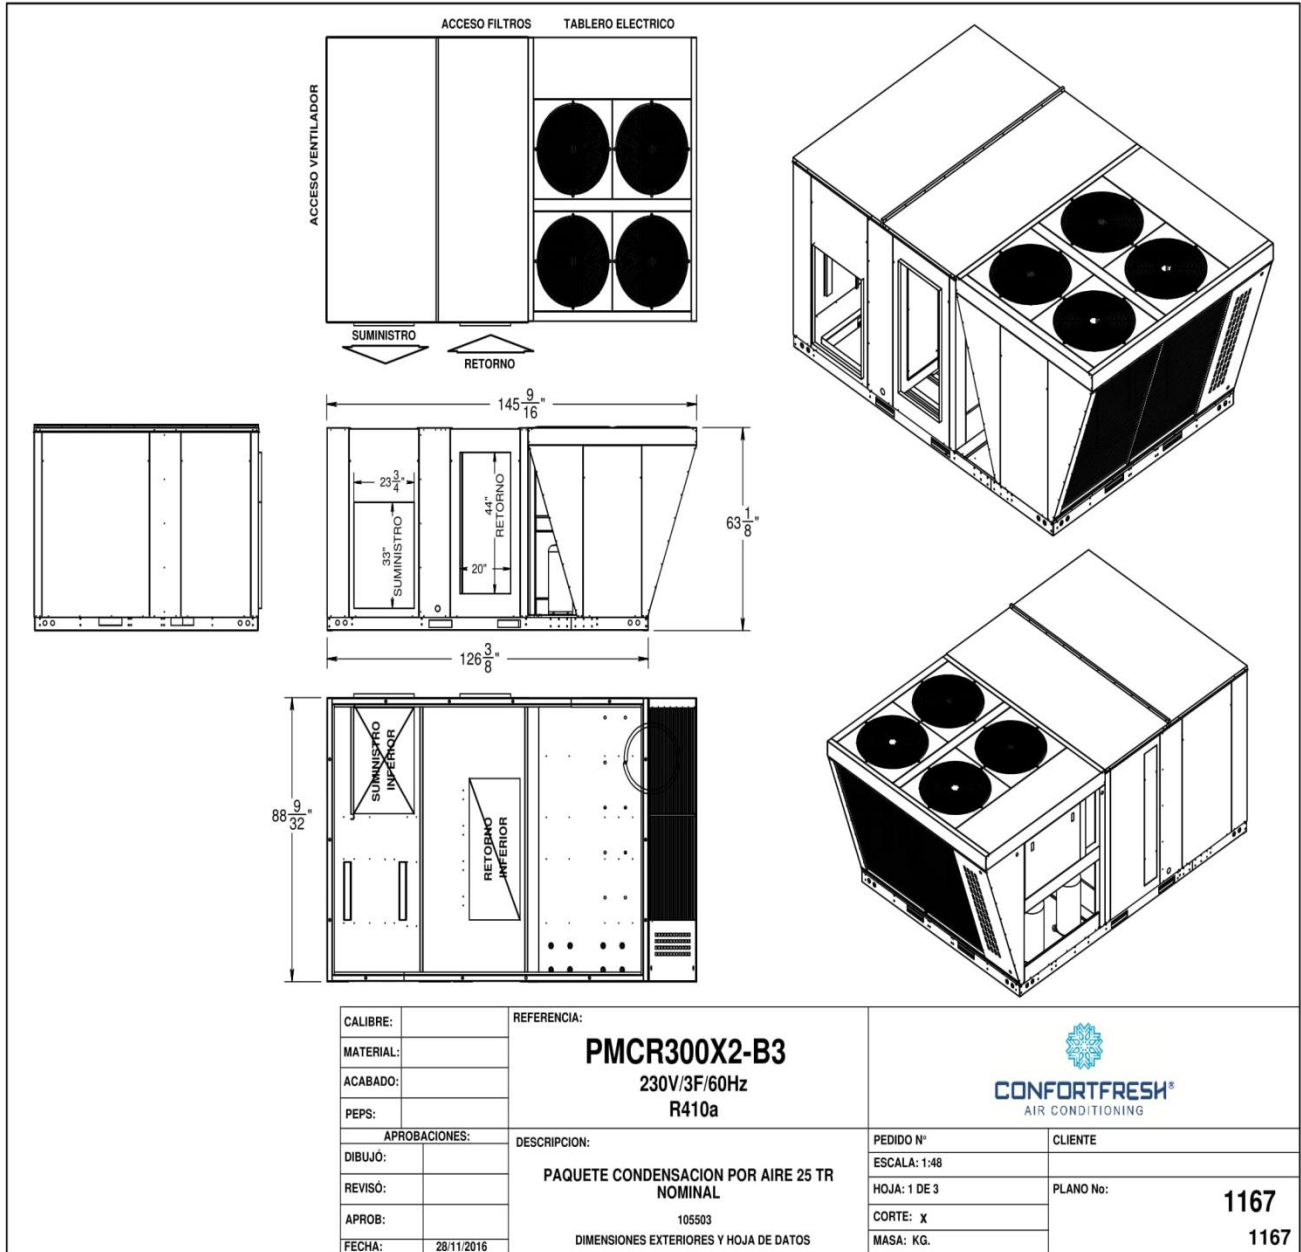 ACCESO FILTROS
TABLERO ELECTRICO
ACCESO VENTILADOR
SUMINISTRO
RETORNO
145 9/16"
23 3/4"
33"
SUMINISTRO
44"
RETORNO
20"
63 1/8"
126 3/8"
88 9/32"
SUMINISTRO
INFERIOR
RETORNO
INFERIOR
CALIBRE:
MATERIAL:
ACABADO:
PEPS:
REFERENCIA:
PMCR300X2-B3
230V/3F/60Hz
R410a
CONFORTFRESH®
AIR CONDITIONING
APROBACIONES:
DIBUJÓ:
REVISÓ:
APROB:
FECHA: 28/11/2016
DESCRIPCION:
PAQUETE CONDENSACION POR AIRE 25 TR
NOMINAL
105503
DIMENSIONES EXTERIORES Y HOJA DE DATOS
PEDIDO N°
CLIENTE
ESCALA: 1:48
HOJA: 1 DE 3
PLANO No:
1167
CORTE: X
MASA: KG.
1167